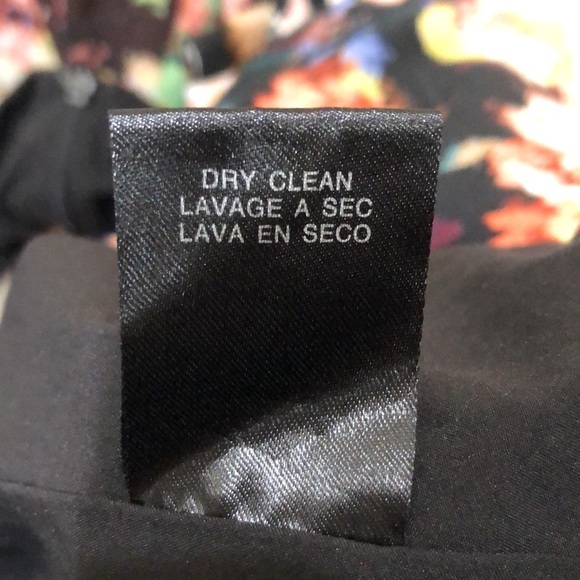 DRY CLEAN
LAVAGE A SEC
LAVA EN SECO